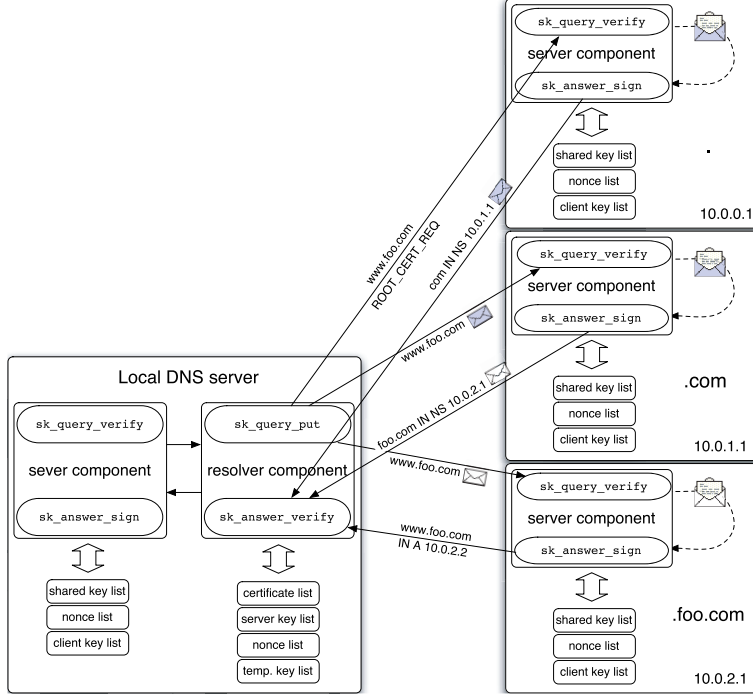 sk_query_verify
server component
sk_answer_sign
shared key list
nonce list
client key list
.
10.0.0.1
www.foo.com
ROOT_CERT_REQ
com IN NS 10.0.1.1
sk_query_verify
server component
sk_answer_sign
shared key list
nonce list
client key list
.com
10.0.1.1
www.foo.com
foo.com IN NS 10.0.2.1
Local DNS server
sk_query_verify
sever component
sk_answer_sign
shared key list
nonce list
client key list
sk_query_put
resolver component
sk_answer_verify
certificate list
server key list
nonce list
temp. key list
www.foo.com
www.foo.com
IN A 10.0.2.2
sk_query_verify
server component
sk_answer_sign
shared key list
nonce list
client key list
.foo.com
10.0.2.1